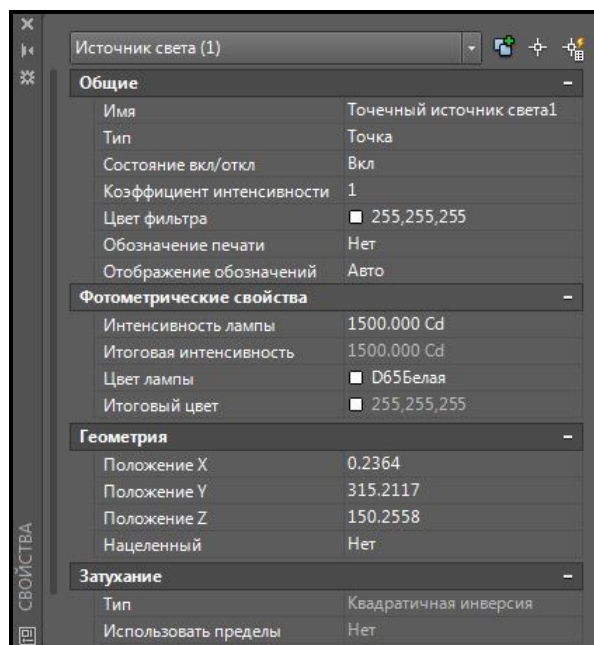 Источник света (1)
Общие
Имя Точечный источник света1
Тип Точка
Состояние вкл/откл Вкл
Коэффициент интенсивности 1
Цвет фильтра 255,255,255
Обозначение печати Нет
Отображение обозначений Авто
Фотометрические свойства
Интенсивность лампы 1500.000 Cd
Итоговая интенсивность 1500.000 Cd
Цвет лампы D65Белая
Итоговый цвет 255,255,255
Геометрия
Положение X 0.2364
Положение Y 315.2117
Положение Z 150.2558
Нацеленный Нет
Затухание
Тип Квадратичная инверсия
Использовать пределы Нет
СВОЙСТВА